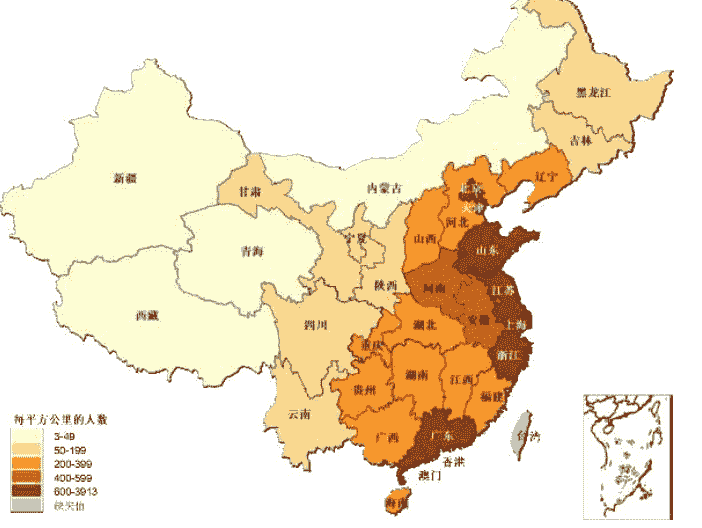 黑龙江
吉林
辽宁
新疆
甘肃
内蒙古
北京
天津
河北
山西
宁夏
青海
山东
陕西
河南
江苏
西藏
安徽
上海
四川
湖北
浙江
重庆
湖南
江西
贵州
福建
云南
广西
广东
台湾
香港
澳门
海南
每平方公里的人数
3-49
50-199
200-399
400-599
600-3913